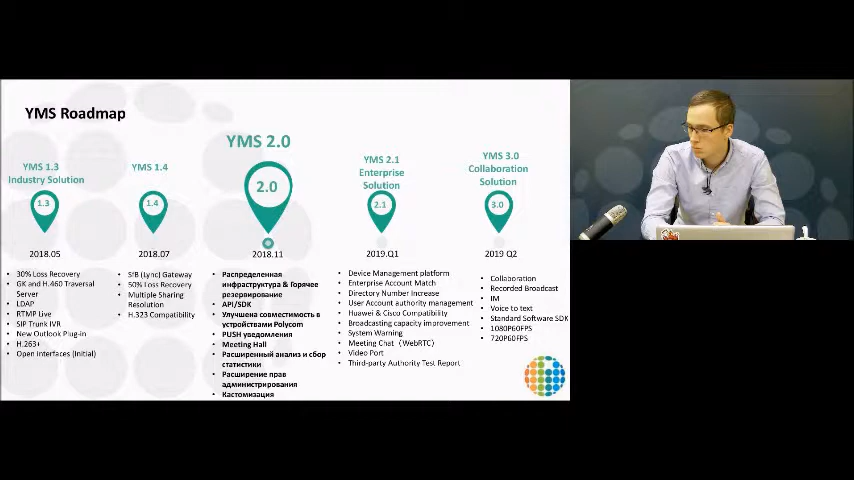 YMS Roadmap
YMS 1.3
Industry Solution
1.3
2018.05
• 30% Loss Recovery
• GK and H.460 Traversal
Server
• LDAP
• RTMP Live
• SIP Trunk IVR
• New Outlook Plug-in
• H.263+
• Open interfaces (Initial)
YMS 1.4
1.4
2018.07
• SfB (Lync) Gateway
• 50% Loss Recovery
• Multiple Sharing
Resolution
• H.323 Compatibility
YMS 2.0
2.0
2018.11
• Распределенная
инфраструктура & Горячее
резервирование
• API/SDK
• Улучшена совместимость в
устройствами Polycom
• PUSH уведомления
• Meeting Hall
• Расширенный анализ и сбор
статистики
• Расширение прав
администрирования
• Кастомизация
YMS 2.1
Enterprise
Solution
2.1
2019.Q1
• Device Management platform
• Enterprise Account Match
• Directory Number Increase
• User Account authority management
• Huawei & Cisco Compatibility
• Broadcasting capacity improvement
• System Warning
• Meeting Chat （WebRTC）
• Video Port
• Third-party Authority Test Report
YMS 3.0
Collaboration
Solution
3.0
2019 Q2
• Collaboration
• Recorded Broadcast
• IM
• Voice to text
• Standard Software SDK
• 1080P60FPS
• 720P60FPS